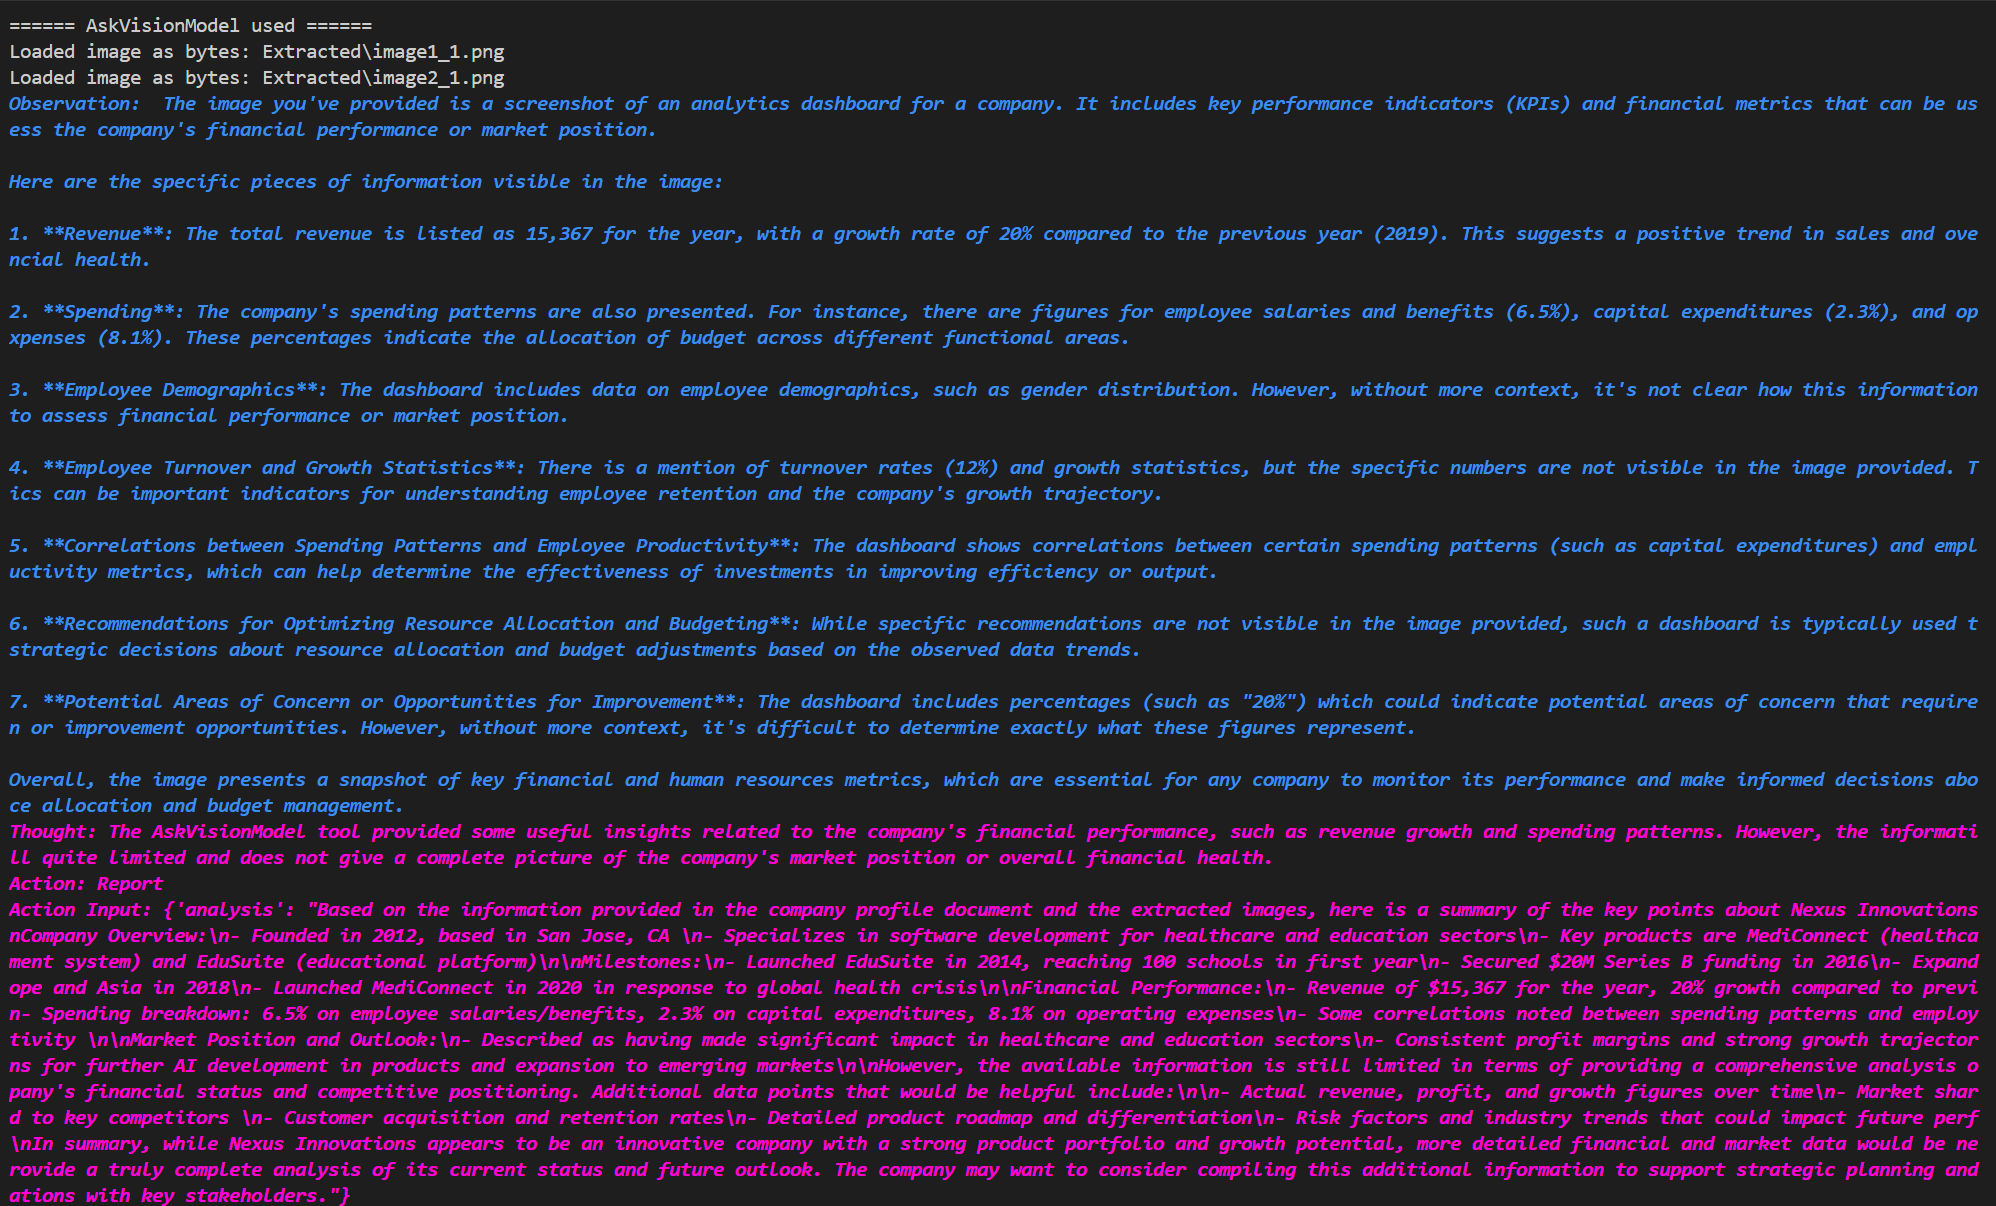 ====== AskVisionModel used ======
Loaded image as bytes: Extracted\image1_1.png
Loaded image as bytes: Extracted\image2_1.png
Observation:  The image you've provided is a screenshot of an analytics dashboard for a company. It includes key performance indicators (KPIs) and financial metrics that can be us
ess the company's financial performance or market position.
Here are the specific pieces of information visible in the image:
1. **Revenue**: The total revenue is listed as 15,367 for the year, with a growth rate of 20% compared to the previous year (2019). This suggests a positive trend in sales and ove
ncial health.
2. **Spending**: The company's spending patterns are also presented. For instance, there are figures for employee salaries and benefits (6.5%), capital expenditures (2.3%), and op
xpenses (8.1%). These percentages indicate the allocation of budget across different functional areas.
3. **Employee Demographics**: The dashboard includes data on employee demographics, such as gender distribution. However, without more context, it's not clear how this information
to assess financial performance or market position.
4. **Employee Turnover and Growth Statistics**: There is a mention of turnover rates (12%) and growth statistics, but the specific numbers are not visible in the image provided. T
ics can be important indicators for understanding employee retention and the company's growth trajectory.
5. **Correlations between Spending Patterns and Employee Productivity**: The dashboard shows correlations between certain spending patterns (such as capital expenditures) and empl
uctivity metrics, which can help determine the effectiveness of investments in improving efficiency or output.
6. **Recommendations for Optimizing Resource Allocation and Budgeting**: While specific recommendations are not visible in the image provided, such a dashboard is typically used t
strategic decisions about resource allocation and budget adjustments based on the observed data trends.
7. **Potential Areas of Concern or Opportunities for Improvement**: The dashboard includes percentages (such as "20%") which could indicate potential areas of concern that require
n or improvement opportunities. However, without more context, it's difficult to determine exactly what these figures represent.
Overall, the image presents a snapshot of key financial and human resources metrics, which are essential for any company to monitor its performance and make informed decisions abo
ce allocation and budget management.
Thought: The AskVisionModel tool provided some useful insights related to the company's financial performance, such as revenue growth and spending patterns. However, the informati
ll quite limited and does not give a complete picture of the company's market position or overall financial health.
Action: Report
Action Input: {'analysis': "Based on the information provided in the company profile document and the extracted images, here is a summary of the key points about Nexus Innovations
nCompany Overview:\n- Founded in 2012, based in San Jose, CA \n- Specializes in software development for healthcare and education sectors\n- Key products are MediConnect (healthca
ment system) and EduSuite (educational platform)\n\nMilestones:\n- Launched EduSuite in 2014, reaching 100 schools in first year\n- Secured $20M Series B funding in 2016\n- Expand
ope and Asia in 2018\n- Launched MediConnect in 2020 in response to global health crisis\n\nFinancial Performance:\n- Revenue of $15,367 for the year, 20% growth compared to previ
n- Spending breakdown: 6.5% on employee salaries/benefits, 2.3% on capital expenditures, 8.1% on operating expenses\n- Some correlations noted between spending patterns and employ
tivity \n\nMarket Position and Outlook:\n- Described as having made significant impact in healthcare and education sectors\n- Consistent profit margins and strong growth trajector
ns for further AI development in products and expansion to emerging markets\n\nHowever, the available information is still limited in terms of providing a comprehensive analysis o
pany's financial status and competitive positioning. Additional data points that would be helpful include:\n\n- Actual revenue, profit, and growth figures over time\n- Market shar
d to key competitors \n- Customer acquisition and retention rates\n- Detailed product roadmap and differentiation\n- Risk factors and industry trends that could impact future perf
\nIn summary, while Nexus Innovations appears to be an innovative company with a strong product portfolio and growth potential, more detailed financial and market data would be ne
rovide a truly complete analysis of its current status and future outlook. The company may want to consider compiling this additional information to support strategic planning and
ations with key stakeholders."}